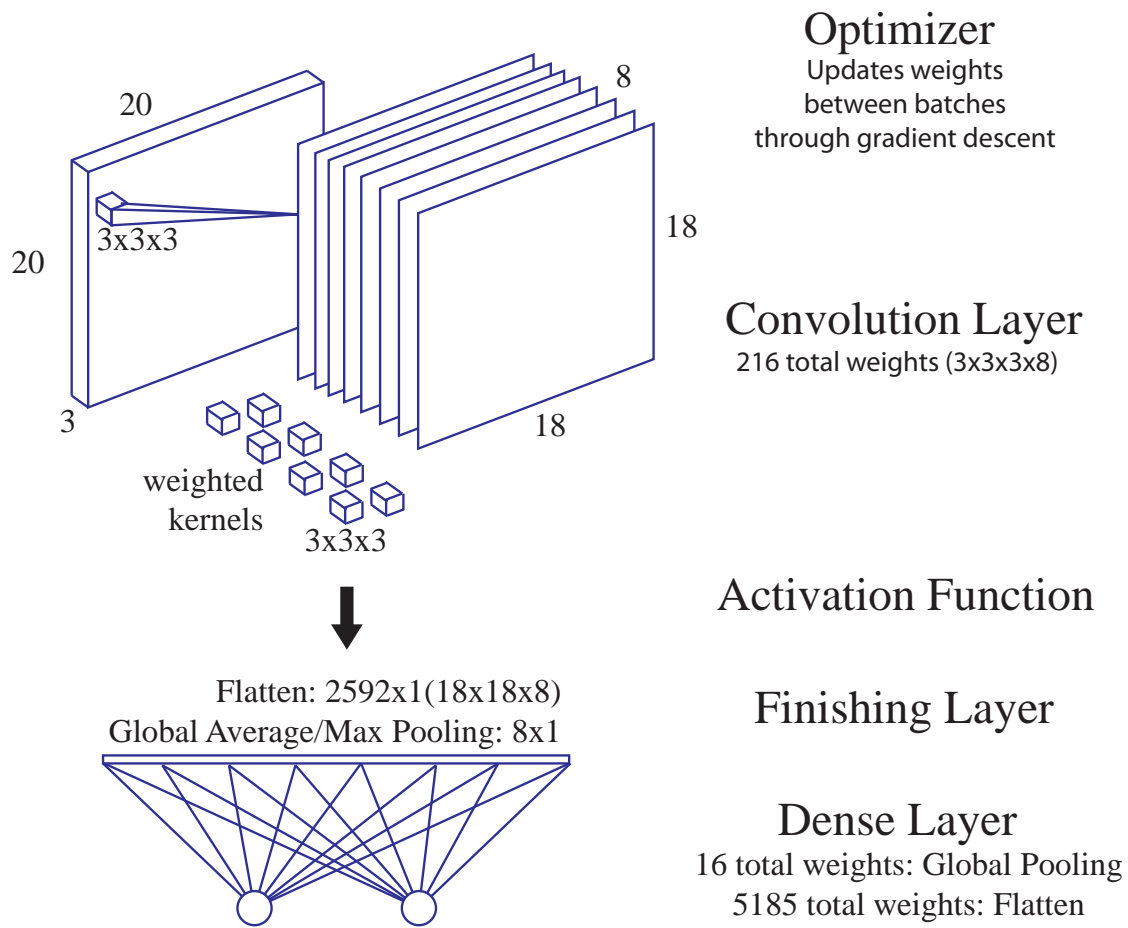 Optimizer
Updates weights
between batches
through gradient descent
20
8
3x3x3
20
18
3
18
Convolution Layer
216 total weights (3x3x3x8)
weighted
kernels
3x3x3
Activation Function
Flatten: 2592x1(18x18x8)
Global Average/Max Pooling: 8x1
Finishing Layer
Dense Layer
16 total weights: Global Pooling
5185 total weights: Flatten